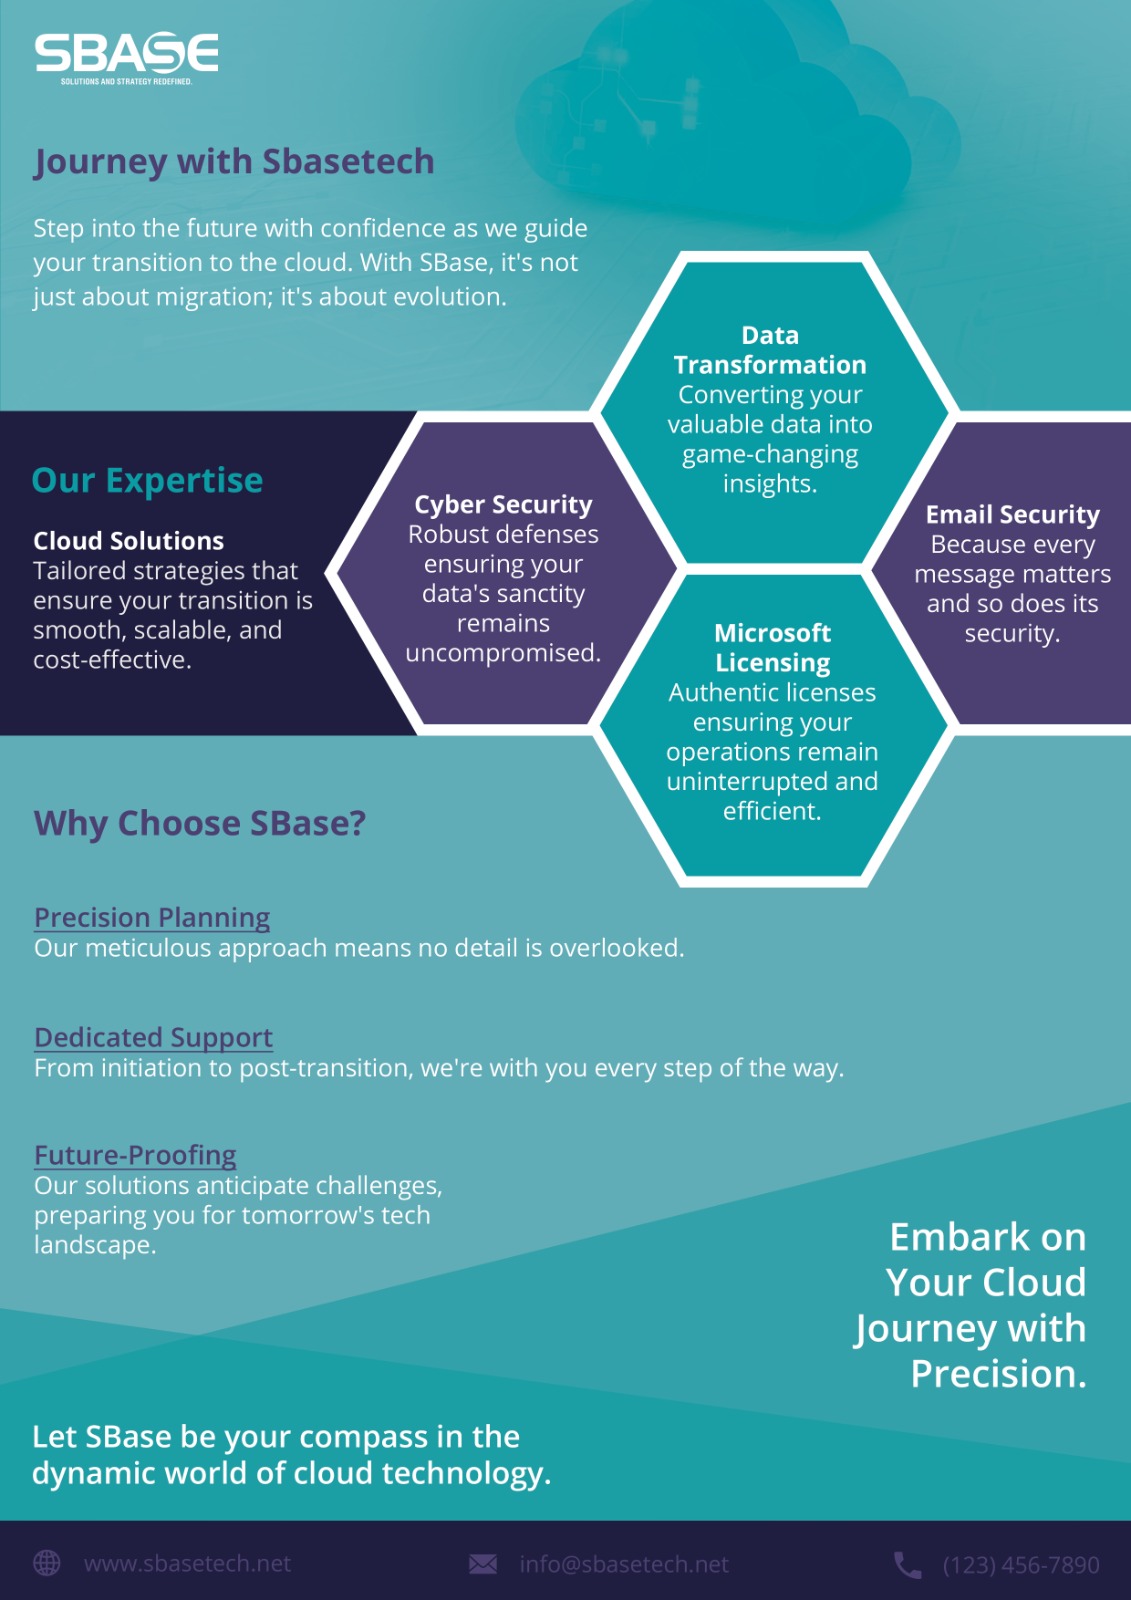 SBASE
SOLUTIONS AND STRATEGY REDEFINED.
Journey with Sbasetech
Step into the future with confidence as we guide
your transition to the cloud. With SBase, it's not
just about migration; it's about evolution.
Our Expertise
Cloud Solutions
Tailored strategies that
ensure your transition is
smooth, scalable, and
cost-effective.
Cyber Security
Robust defenses
ensuring your
data's sanctity
remains
uncompromised.
Data
Transformation
Converting your
valuable data into
game-changing
insights.
Microsoft
Licensing
Authentic licenses
ensuring your
operations remain
uninterrupted and
efficient.
Email Security
Because every
message matters
and so does its
security.
Why Choose SBase?
Precision Planning
Our meticulous approach means no detail is overlooked.
Dedicated Support
From initiation to post-transition, we're with you every step of the way.
Future-Proofing
Our solutions anticipate challenges,
preparing you for tomorrow's tech
landscape.
Embark on
Your Cloud
Journey with
Precision.
Let SBase be your compass in the
dynamic world of cloud technology.
www.sbasetech.net
info@sbasetech.net
(123) 456-7890